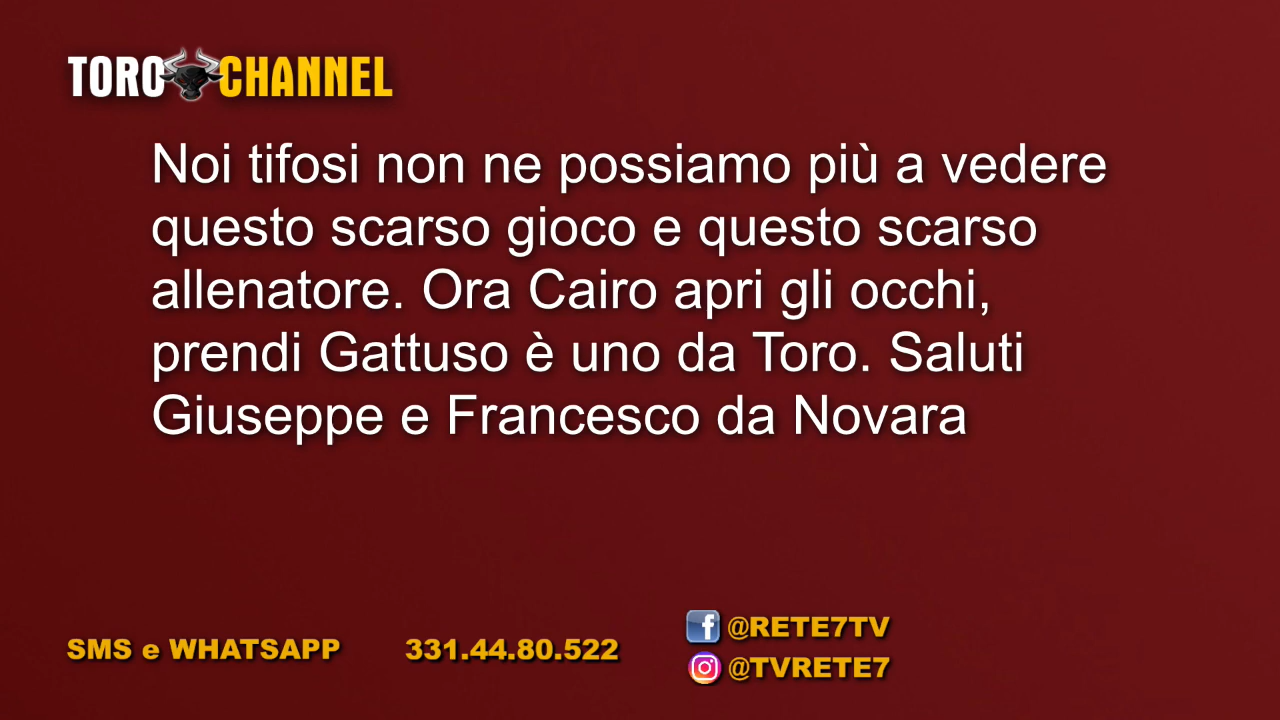 TORO CHANNEL
Noi tifosi non ne possiamo più a vedere
questo scarso gioco e questo scarso
allenatore. Ora Cairo apri gli occhi,
prendi Gattuso è uno da Toro. Saluti
Giuseppe e Francesco da Novara
SMS e WHATSAPP 331.44.80.522
@RETE7TV
@TVRETE7